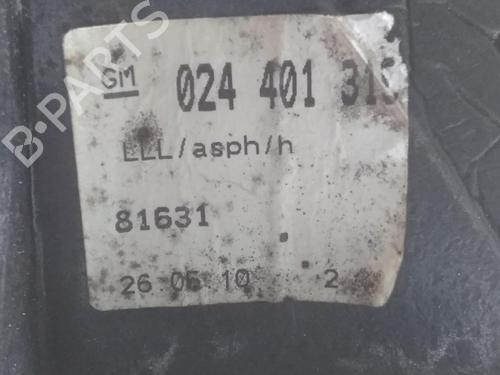 GM 024 401
LLL/asph/h
81631
26.05.10 2
B-PARTS